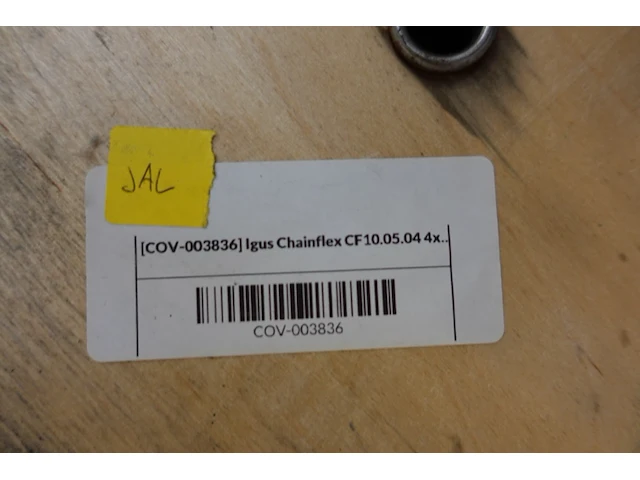 JAL
[COV-003836] Igus Chainflex CF10.05.04 4x..
COV-003836